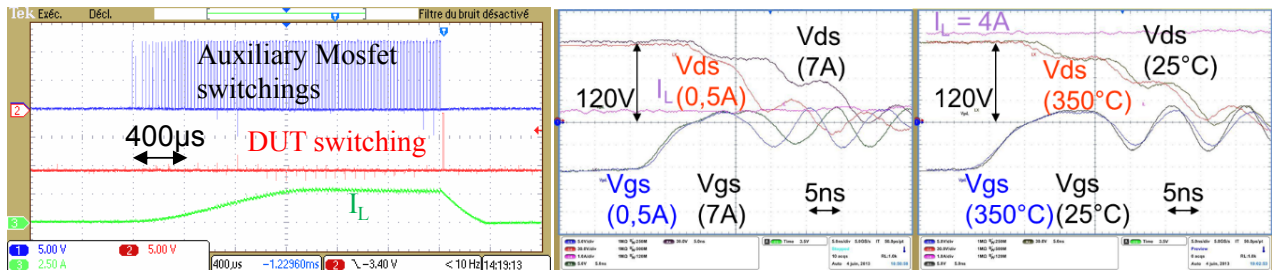 Tek Exéc. Décl. Filtre du bruit désactivé
Auxiliary Mosfet
switchings
2
400µs
DUT switching
I_L
3
1 5.00 V 2 5.00 V
3 2.50 A
400µs -1.22960ms 2 -3.40 V < 10 Hz 14:19:13
Vds
(7A)
Vds
(0,5A)
I_L
120V
Vgs
(0,5A)
Vgs
(7A)
5ns
I_L = 4A
Vds
(25°C)
Vds
(350°C)
120V
Vgs
(350°C)
Vgs
(25°C)
5ns